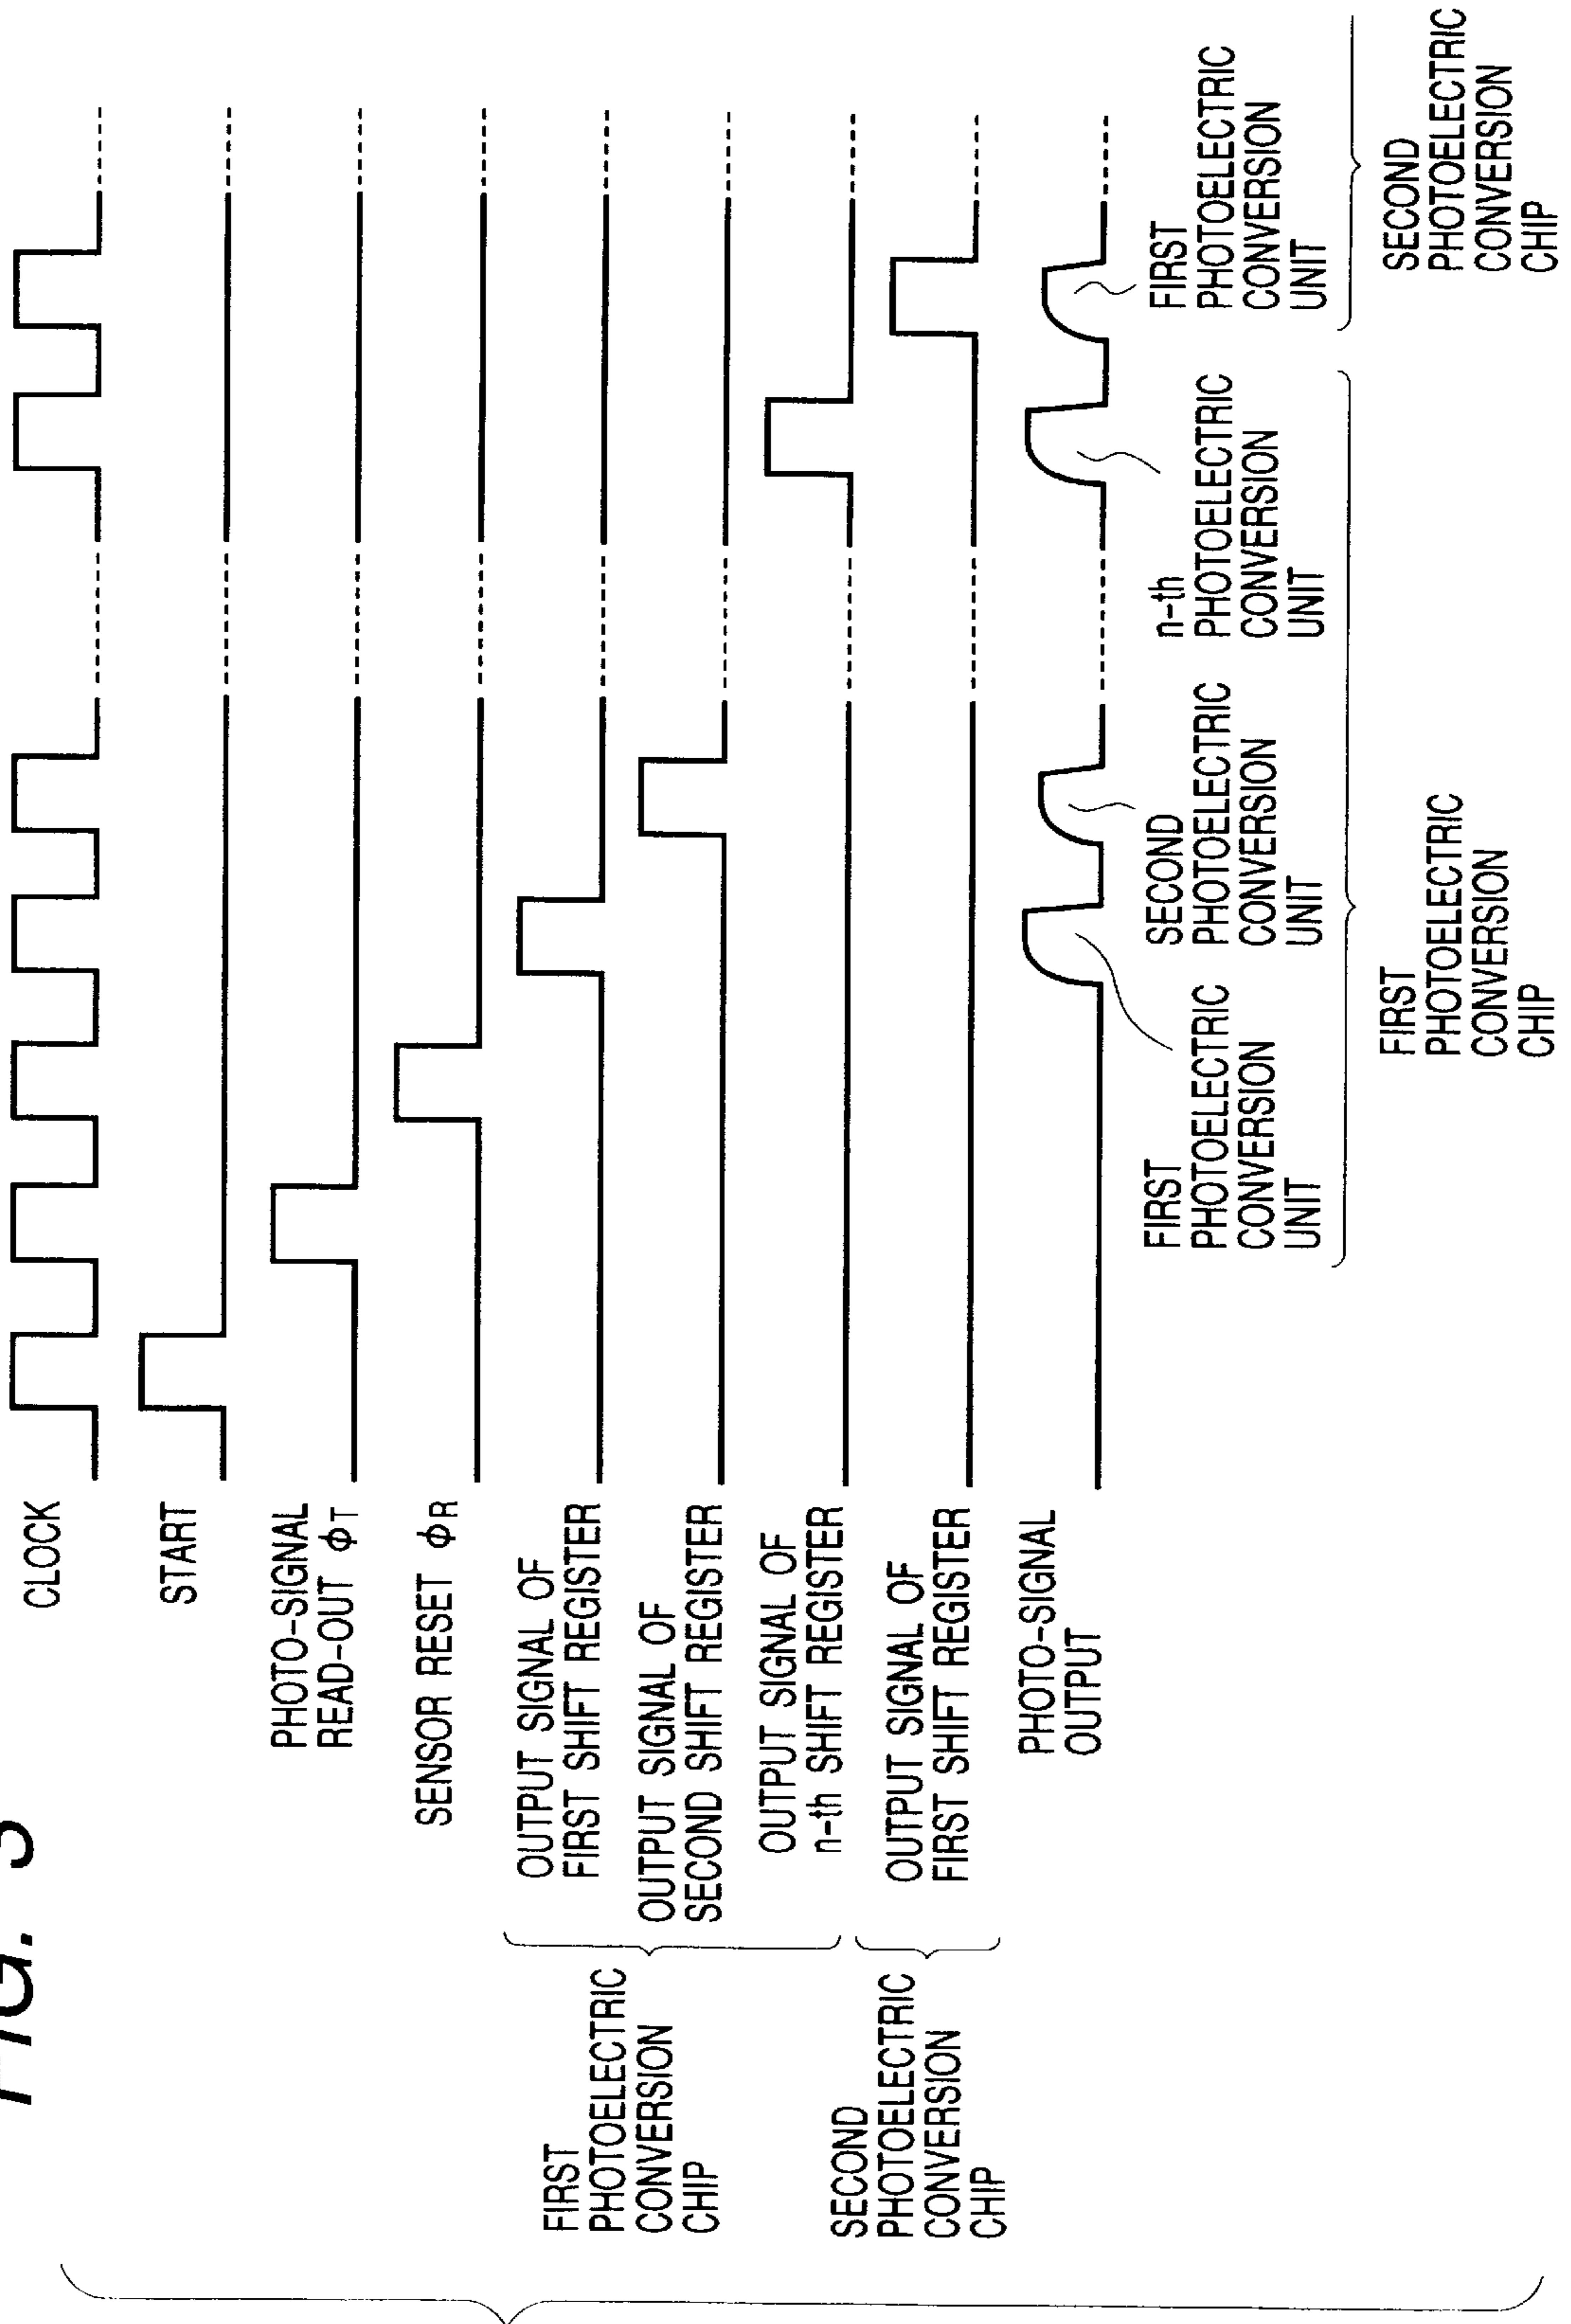 FIG. 3
CLOCK
START
PHOTO-SIGNAL
READ-OUT ϕT
SENSOR RESET ϕR
FIRST
PHOTOELECTRIC
CONVERSION
CHIP
OUTPUT SIGNAL OF
FIRST SHIFT REGISTER
OUTPUT SIGNAL OF
SECOND SHIFT REGISTER
OUTPUT SIGNAL OF
n-th SHIFT REGISTER
SECOND
PHOTOELECTRIC
CONVERSION
CHIP
OUTPUT SIGNAL OF
FIRST SHIFT REGISTER
PHOTO-SIGNAL
OUTPUT
FIRST
PHOTOELECTRIC
CONVERSION
UNIT
SECOND
PHOTOELECTRIC
CONVERSION
UNIT
n-th
PHOTOELECTRIC
CONVERSION
UNIT
FIRST
PHOTOELECTRIC
CONVERSION
UNIT
FIRST
PHOTOELECTRIC
CONVERSION
CHIP
SECOND
PHOTOELECTRIC
CONVERSION
CHIP